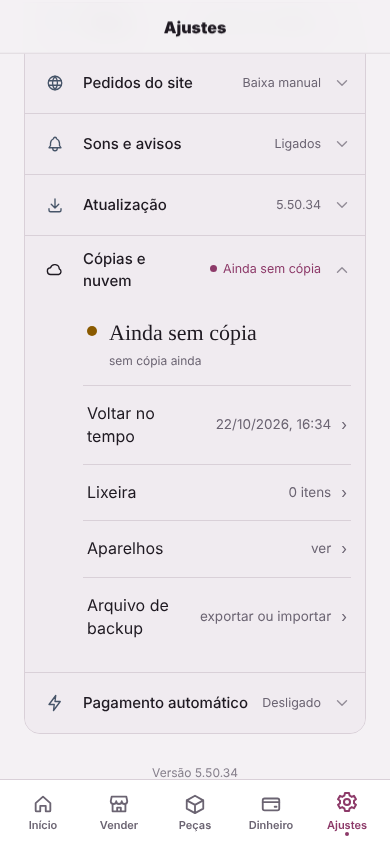 Ajustes
Pedidos do site
Baixa manual
Sons e avisos
Ligados
Atualização
5.50.34
Cópias e
nuvem
Ainda sem cópia
Ainda sem cópia
sem cópia ainda
Voltar no
tempo
22/10/2026, 16:34
Lixeira
0 itens
Aparelhos
ver
Arquivo de
backup
exportar ou importar
Pagamento automático
Desligado
Versão 5.50.34
Início
Vender
Peças
Dinheiro
Ajustes